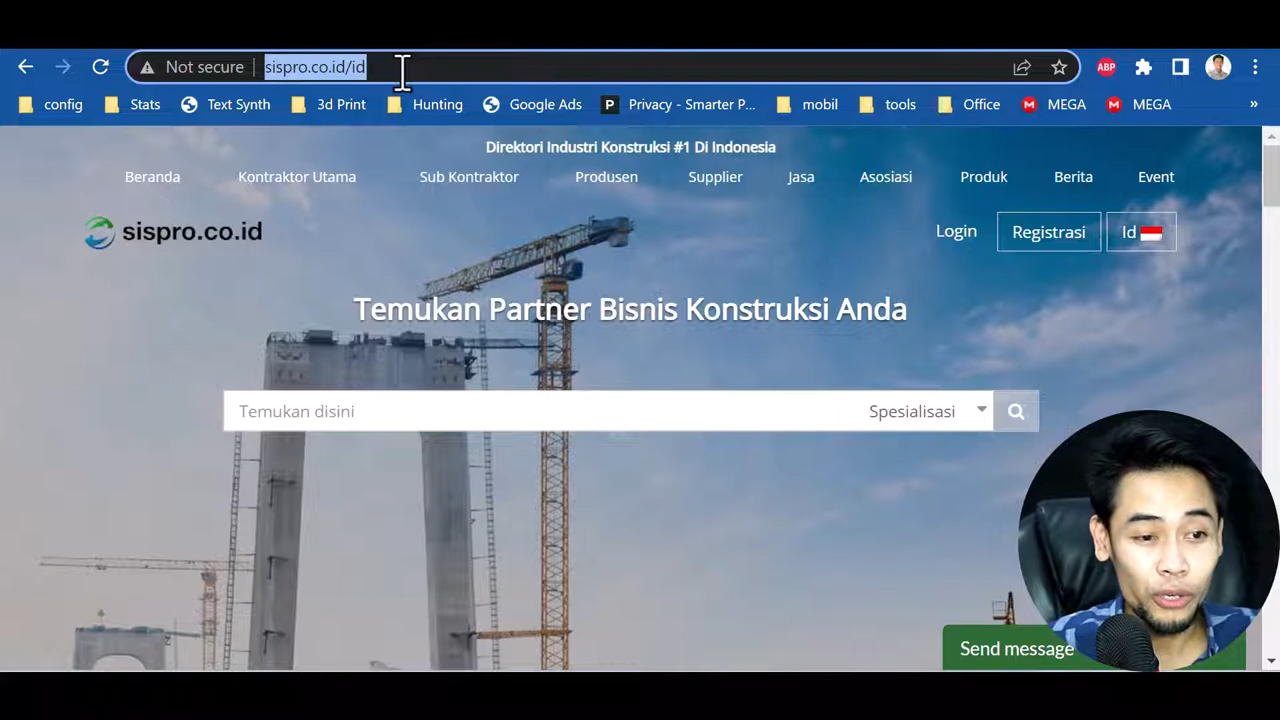 Not secure sispro.co.id/id ABP
config Stats Text Synth 3d Print Hunting Google Ads P Privacy - Smarter P... mobil tools Office M MEGA M MEGA »
Direktori Industri Konstruksi #1 Di Indonesia
Beranda Kontraktor Utama Sub Kontraktor Produsen Supplier Jasa Asosiasi Produk Berita Event
sispro.co.id Login Registrasi Id
Temukan Partner Bisnis Konstruksi Anda
Temukan disini Spesialisasi
Send message